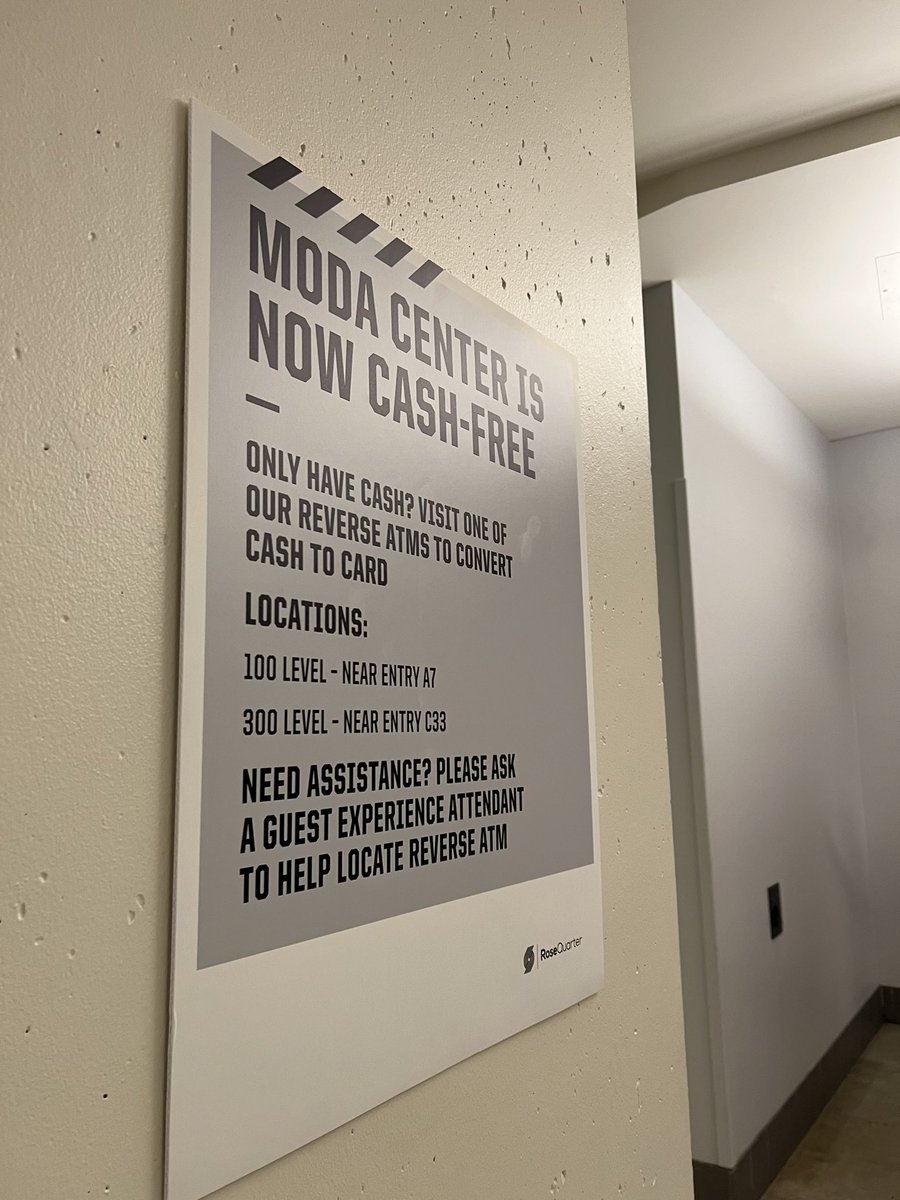 MODA CENTER IS
NOW CASH-FREE
ONLY HAVE CASH? VISIT ONE OF
OUR REVERSE ATMS TO CONVERT
CASH TO CARD
LOCATIONS:
100 LEVEL - NEAR ENTRY A7
300 LEVEL - NEAR ENTRY C33
NEED ASSISTANCE? PLEASE ASK
A GUEST EXPERIENCE ATTENDANT
TO HELP LOCATE REVERSE ATM
RoseQuarter